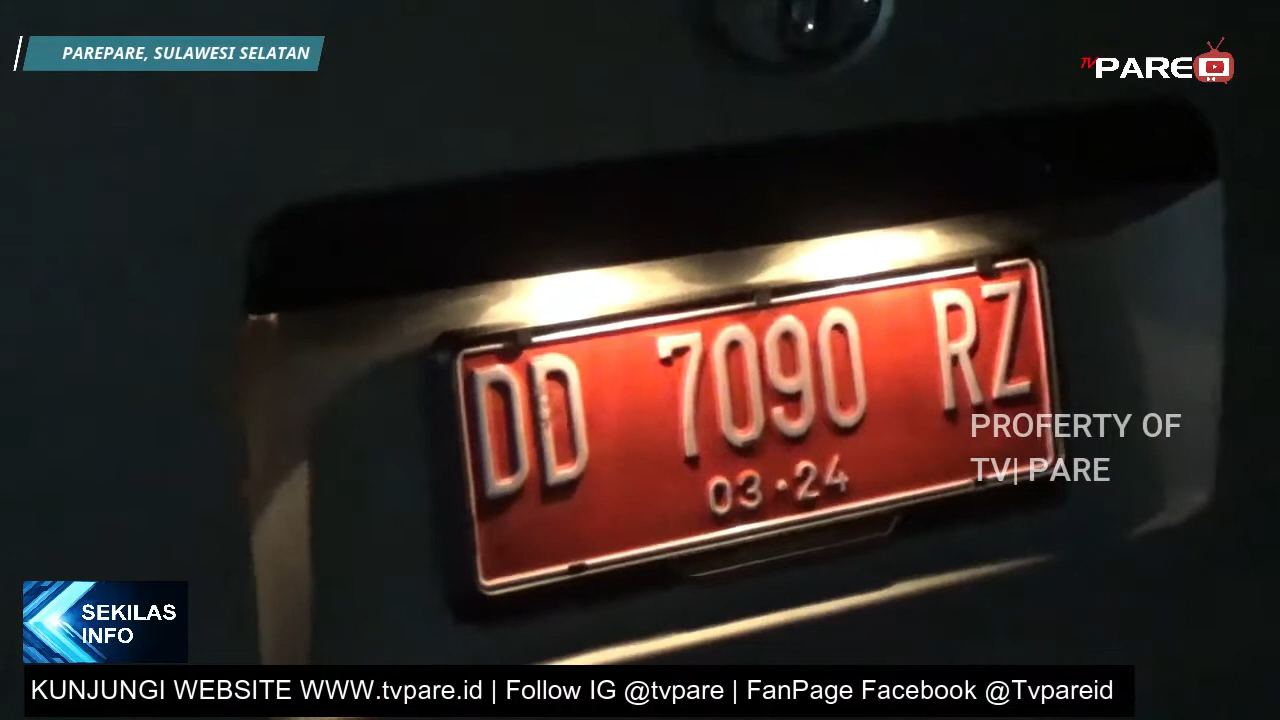 PAREPARE, SULAWESI SELATAN
TV PARE
DD 7090 RZ
03·24
PROFERTY OF
TV| PARE
SEKILAS
INFO
KUNJUNGI WEBSITE WWW.tvpare.id | Follow IG @tvpare | FanPage Facebook @Tvpareid